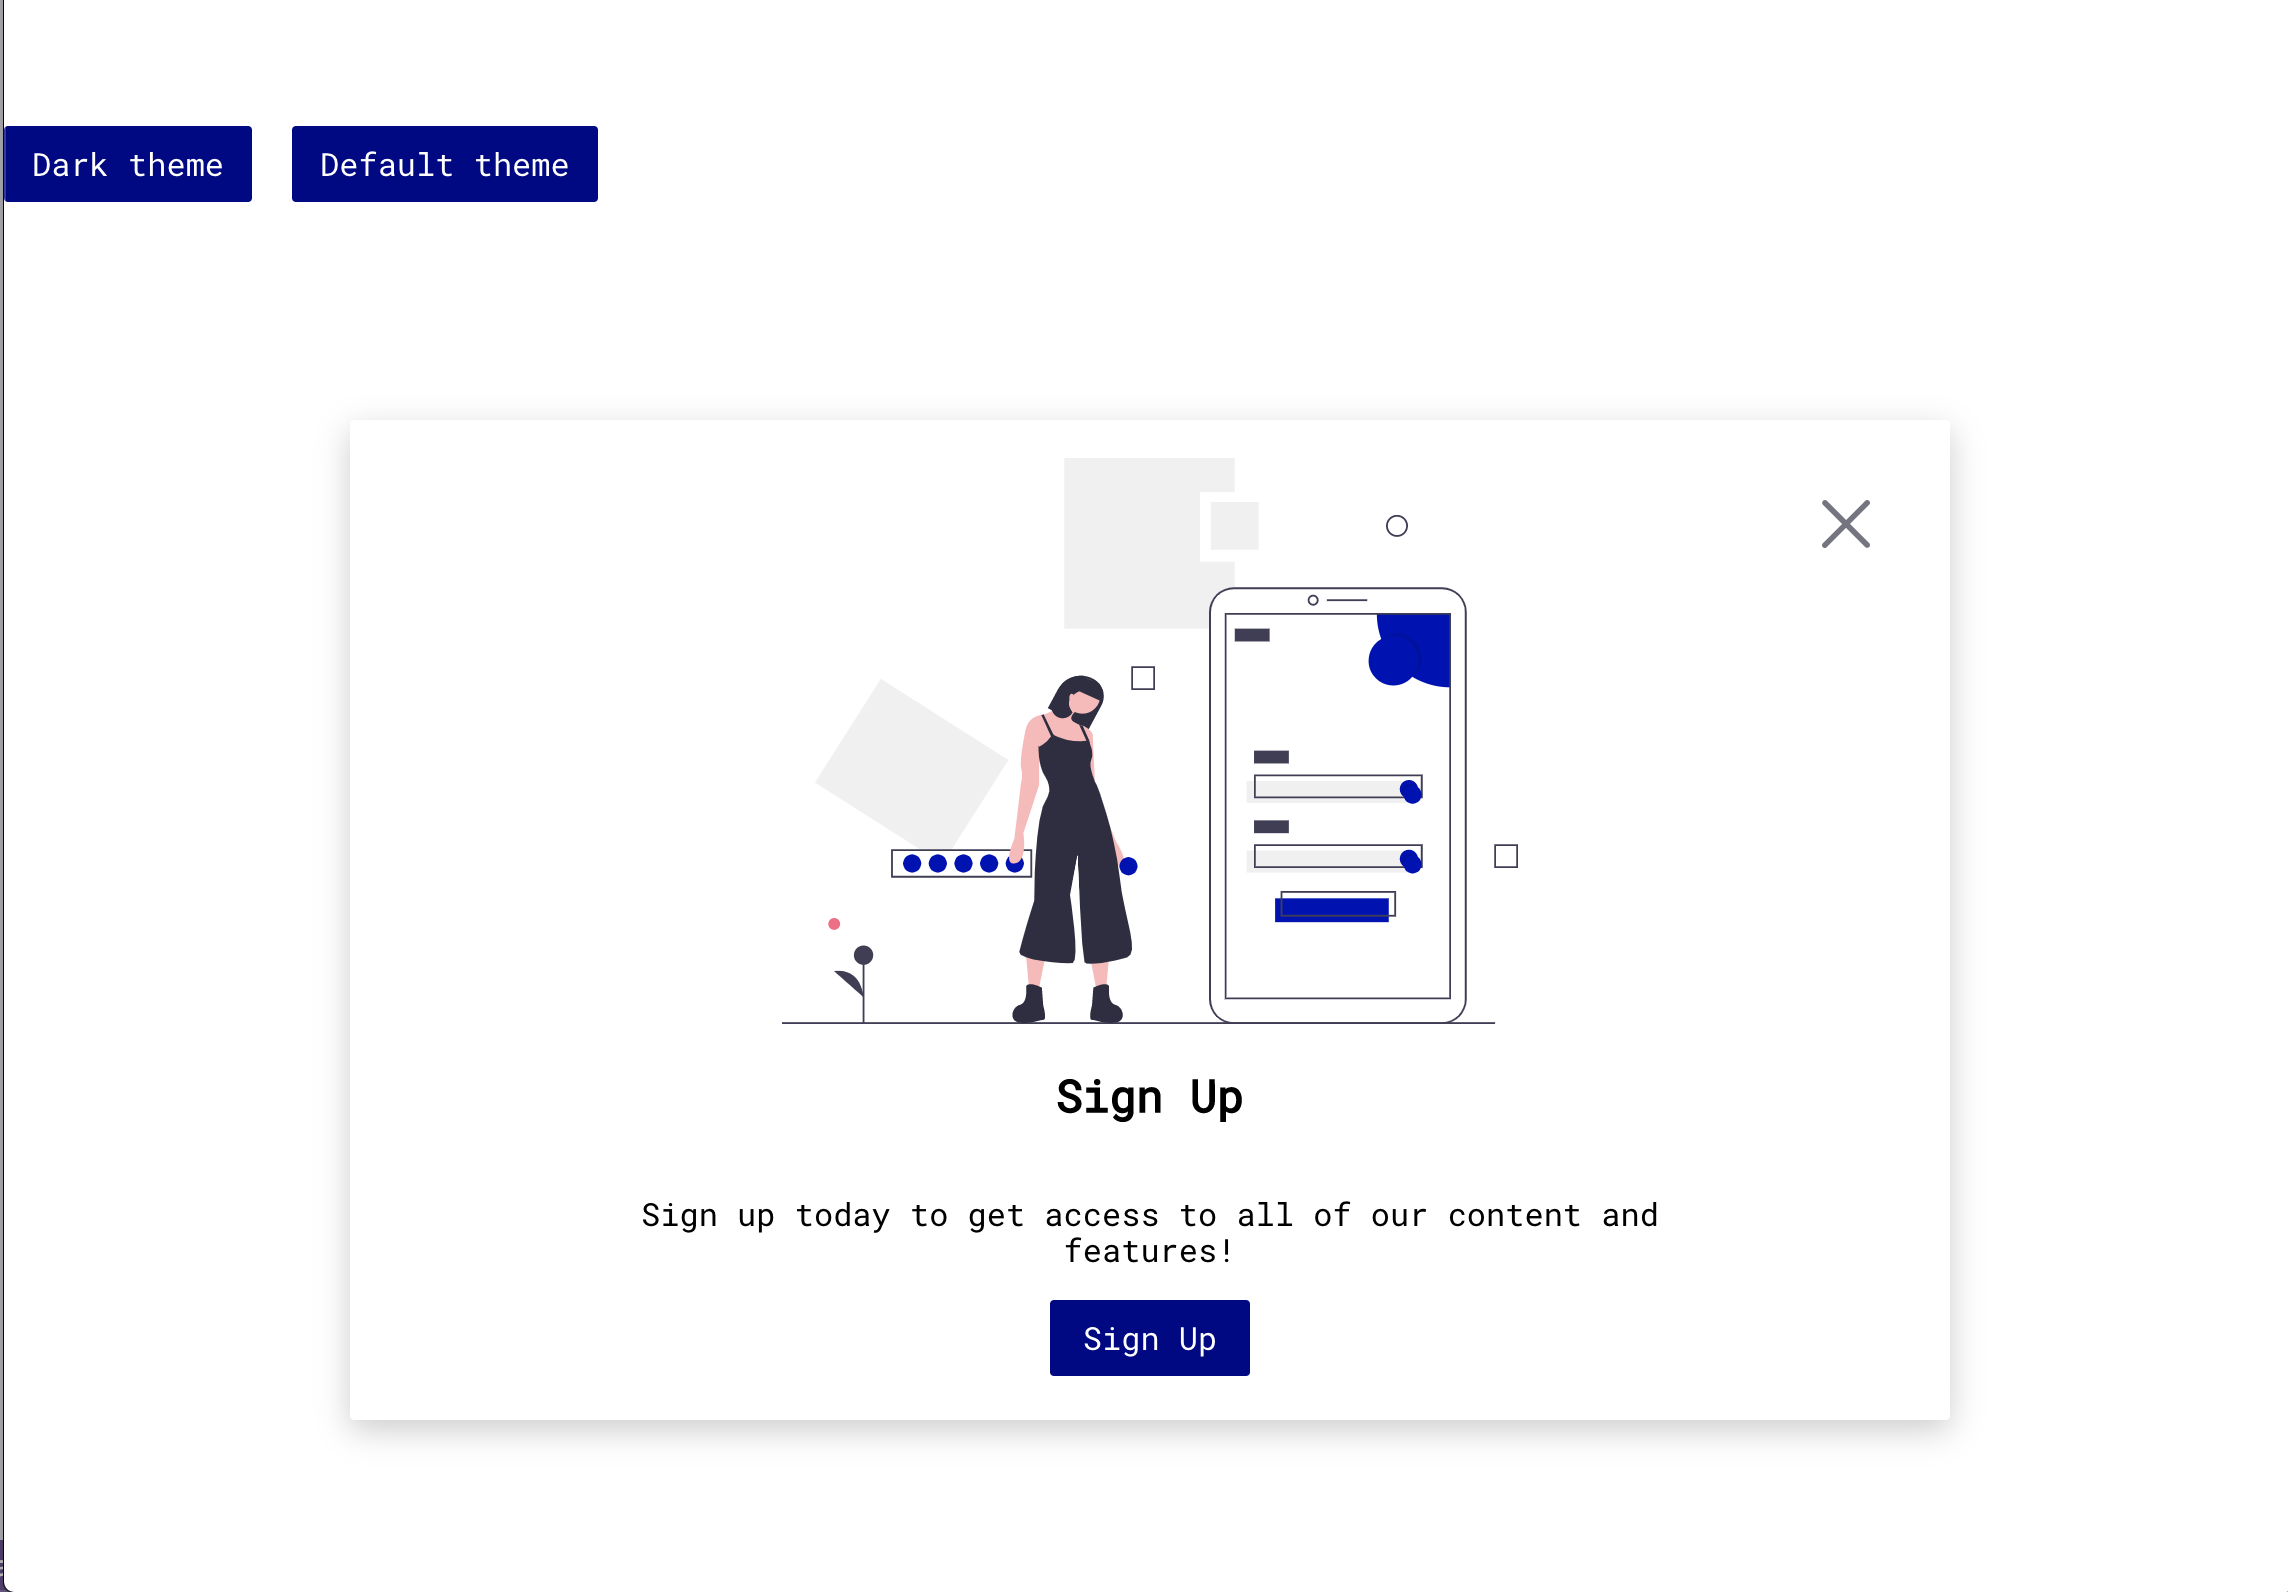 Dark theme
Default theme
Sign Up
Sign up today to get access to all of our content and
features!
Sign Up